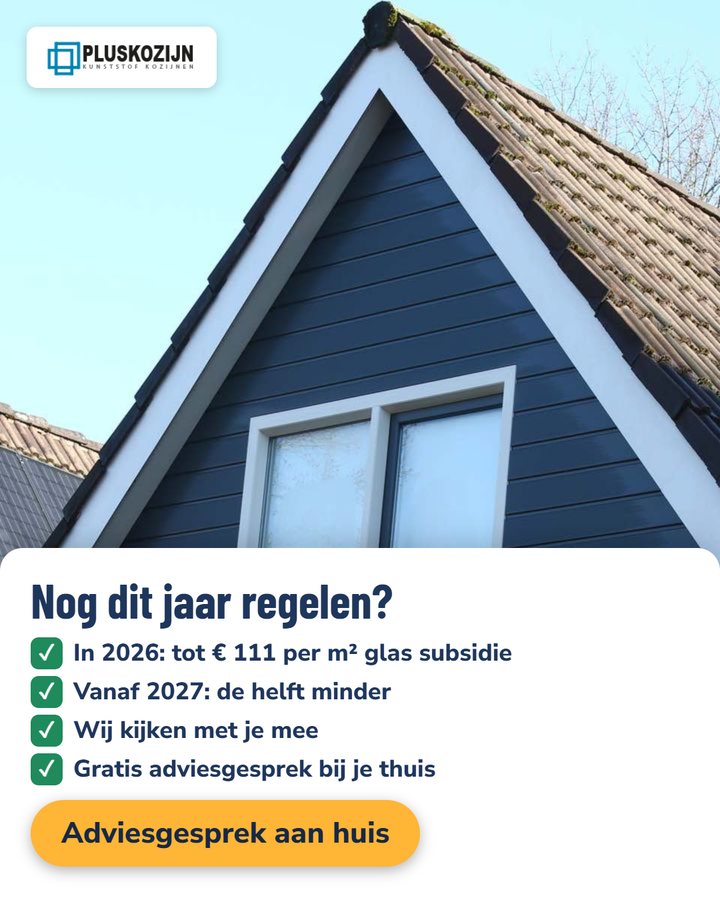 PLUSKOZIJN
KUNSTSTOF KOZIJNEN
Nog dit jaar regelen?
✓ In 2026: tot € 111 per m² glas subsidie
✓ Vanaf 2027: de helft minder
✓ Wij kijken met je mee
✓ Gratis adviesgesprek bij je thuis
Adviesgesprek aan huis